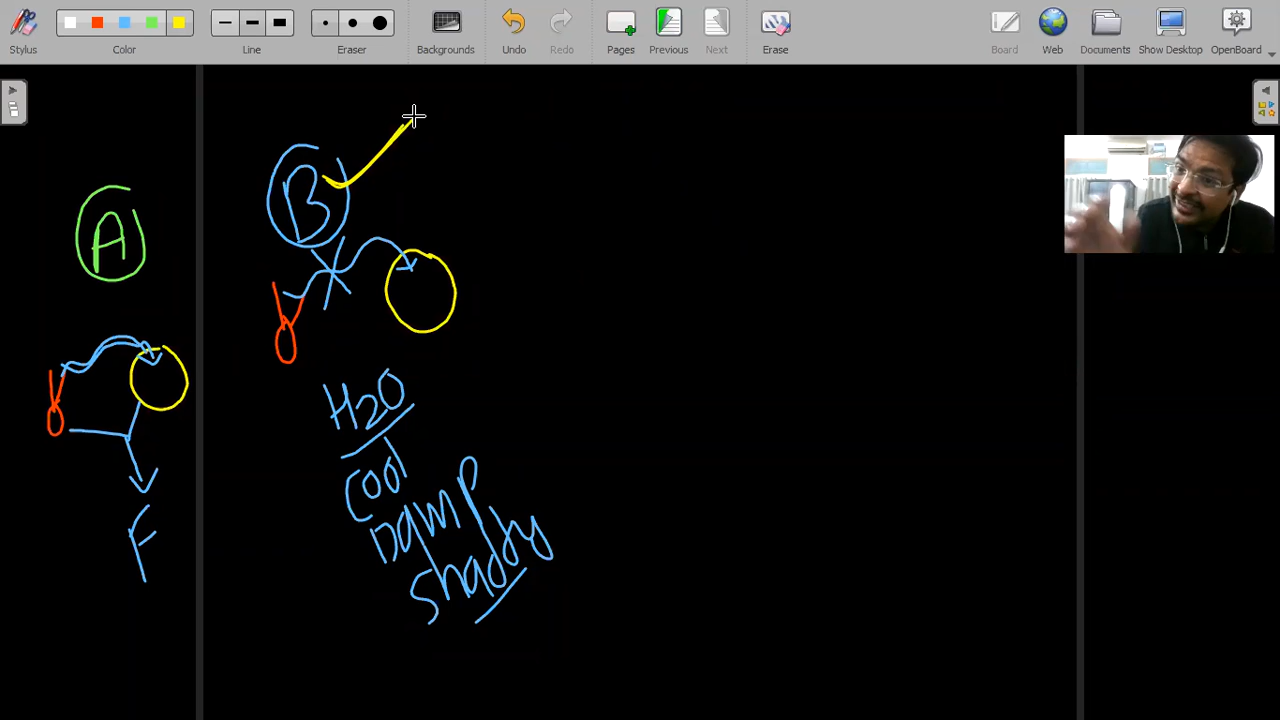 Stylus
Color
Line
Eraser
Backgrounds
Undo
Redo
Pages
Previous
Next
Erase
Board
Web
Documents
Show Desktop
OpenBoard
A
B
F
H2O
Cool
Damp
Shaddy